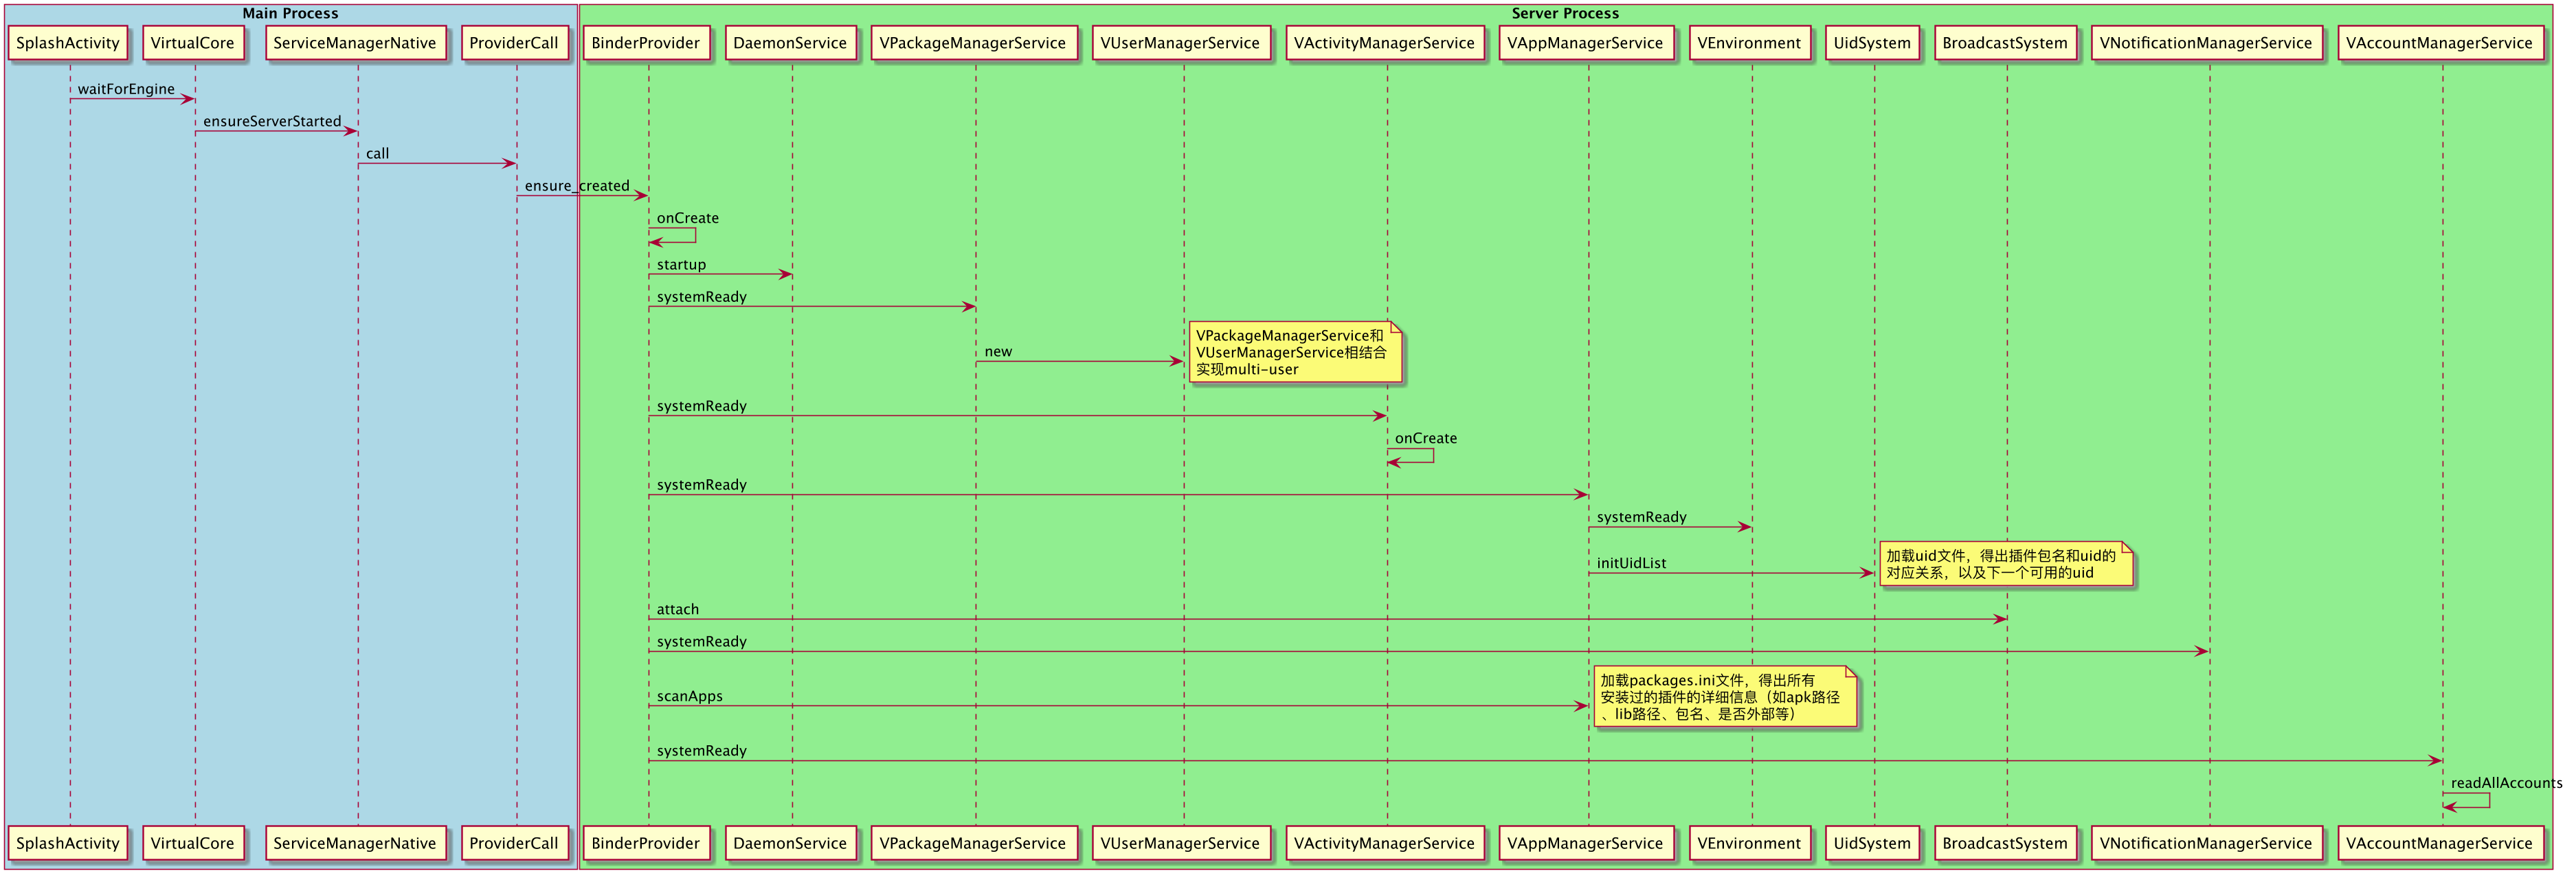 Main Process
Server Process
SplashActivity
VirtualCore
ServiceManagerNative
ProviderCall
BinderProvider
DaemonService
VPackageManagerService
VUserManagerService
VActivityManagerService
VAppManagerService
VEnvironment
UidSystem
BroadcastSystem
VNotificationManagerService
VAccountManagerService
waitForEngine
ensureServerStarted
call
ensure_created
onCreate
startup
systemReady
new
VPackageManagerService和
VUserManagerService相结合
实现multi-user
systemReady
onCreate
systemReady
systemReady
initUidList
加载uid文件，得出插件包名和uid的
对应关系，以及下一个可用的uid
attach
systemReady
scanApps
加载packages.ini文件，得出所有
安装过的插件的详细信息（如apk路径
、lib路径、包名、是否外部等）
systemReady
readAllAccounts
SplashActivity
VirtualCore
ServiceManagerNative
ProviderCall
BinderProvider
DaemonService
VPackageManagerService
VUserManagerService
VActivityManagerService
VAppManagerService
VEnvironment
UidSystem
BroadcastSystem
VNotificationManagerService
VAccountManagerService